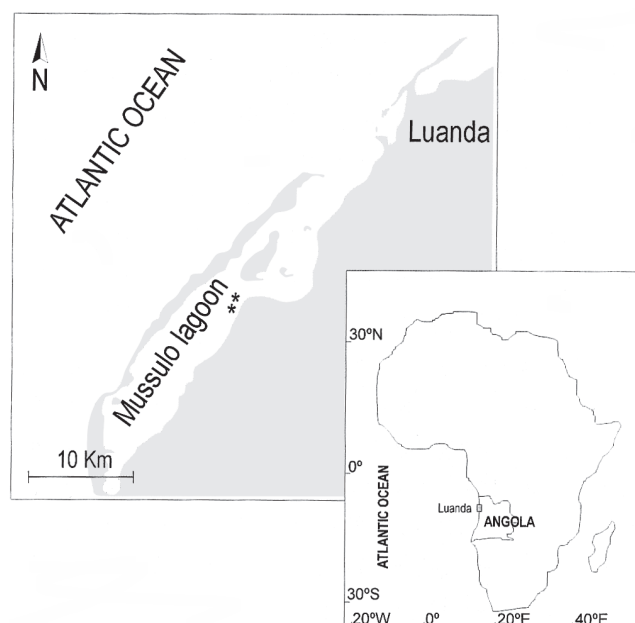 N
ATLANTIC OCEAN
Luanda
Mussulo lagoon
**
10 Km
30ºN
0º
ATLANTIC OCEAN
Luanda
ANGOLA
30ºS
20ºW
0º
20ºE
40ºE